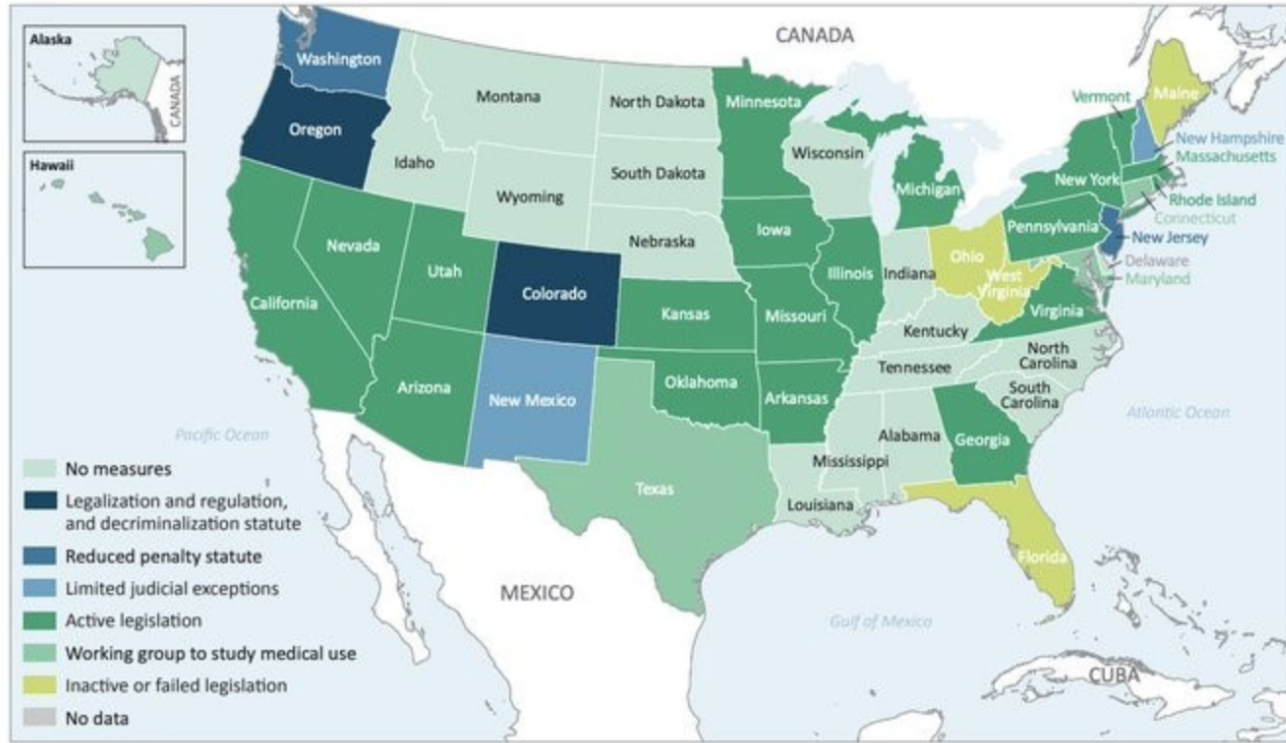 Alaska
CANADA
Hawaii
CANADA
Washington
Oregon
Idaho
Montana
Wyoming
North Dakota
South Dakota
Nebraska
Minnesota
Wisconsin
Michigan
Iowa
Illinois
Indiana
Ohio
West
Virginia
Pennsylvania
New York
Vermont
Maine
New Hampshire
Massachusetts
Rhode Island
Connecticut
New Jersey
Delaware
Maryland
Virginia
California
Nevada
Utah
Colorado
Kansas
Missouri
Kentucky
Tennessee
North
Carolina
South
Carolina
Arizona
New Mexico
Oklahoma
Arkansas
Texas
Louisiana
Mississippi
Alabama
Georgia
Florida
Pacific Ocean
Atlantic Ocean
Gulf of Mexico
MEXICO
CUBA
No measures
Legalization and regulation,
and decriminalization statute
Reduced penalty statute
Limited judicial exceptions
Active legislation
Working group to study medical use
Inactive or failed legislation
No data